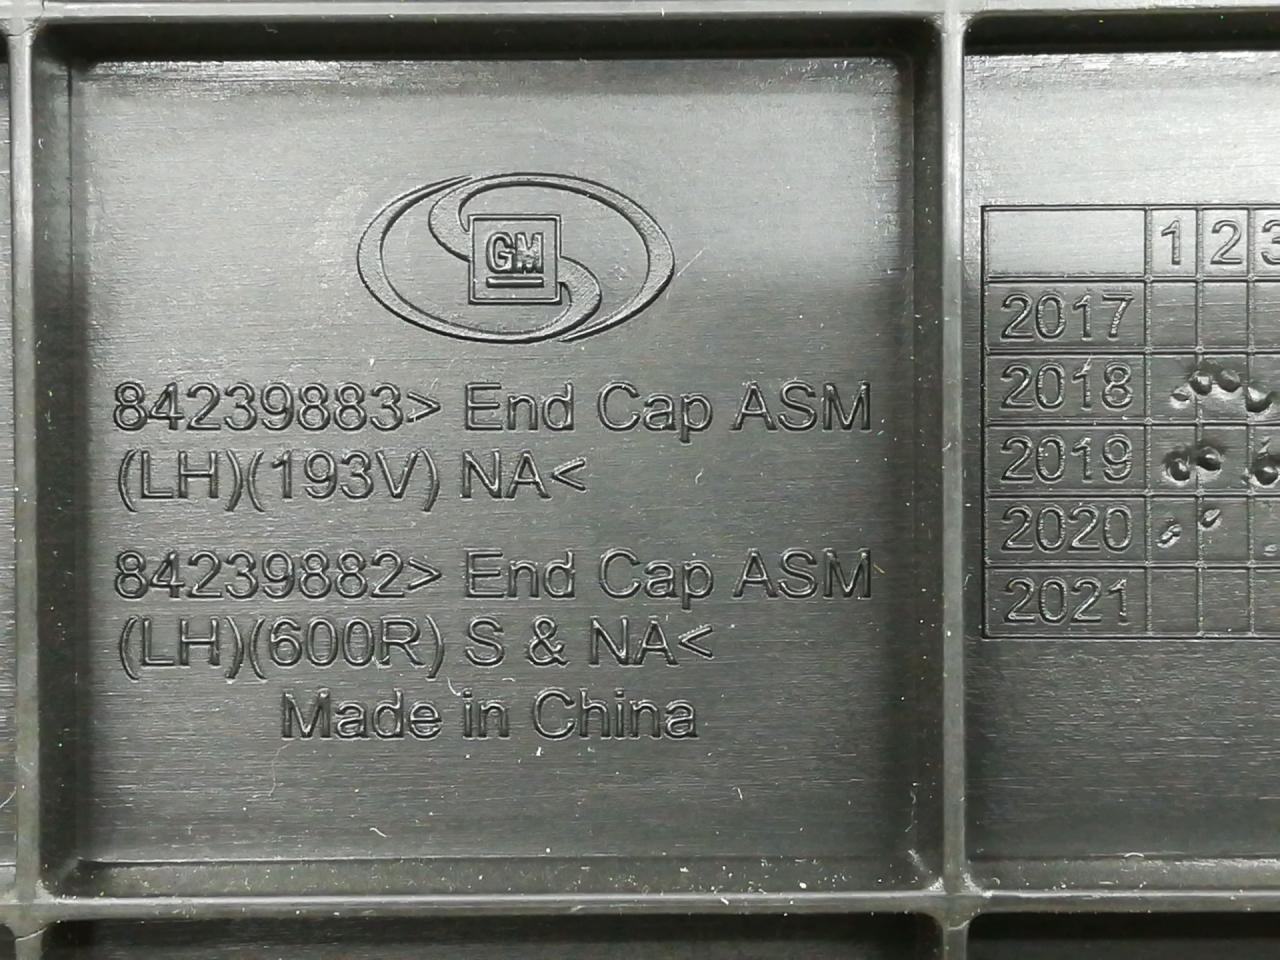 GM
84239883> End Cap ASM
(LH)(193V) NA<
84239882> End Cap ASM
(LH)(600R) S & NA<
Made in China
1 2 3
2017
2018
2019
2020
2021